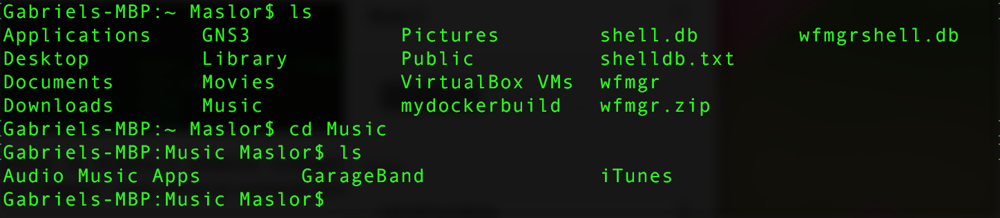 Gabriels-MBP:~ Maslor$ ls
Applications GNS3 Pictures shell.db wfmgrshell.db
Desktop Library Public shelldb.txt
Documents Movies VirtualBox VMs wfmgr
Downloads Music mydockerbuild wfmgr.zip
Gabriels-MBP:~ Maslor$ cd Music
Gabriels-MBP:Music Maslor$ ls
Audio Music Apps GarageBand iTunes
Gabriels-MBP:Music Maslor$